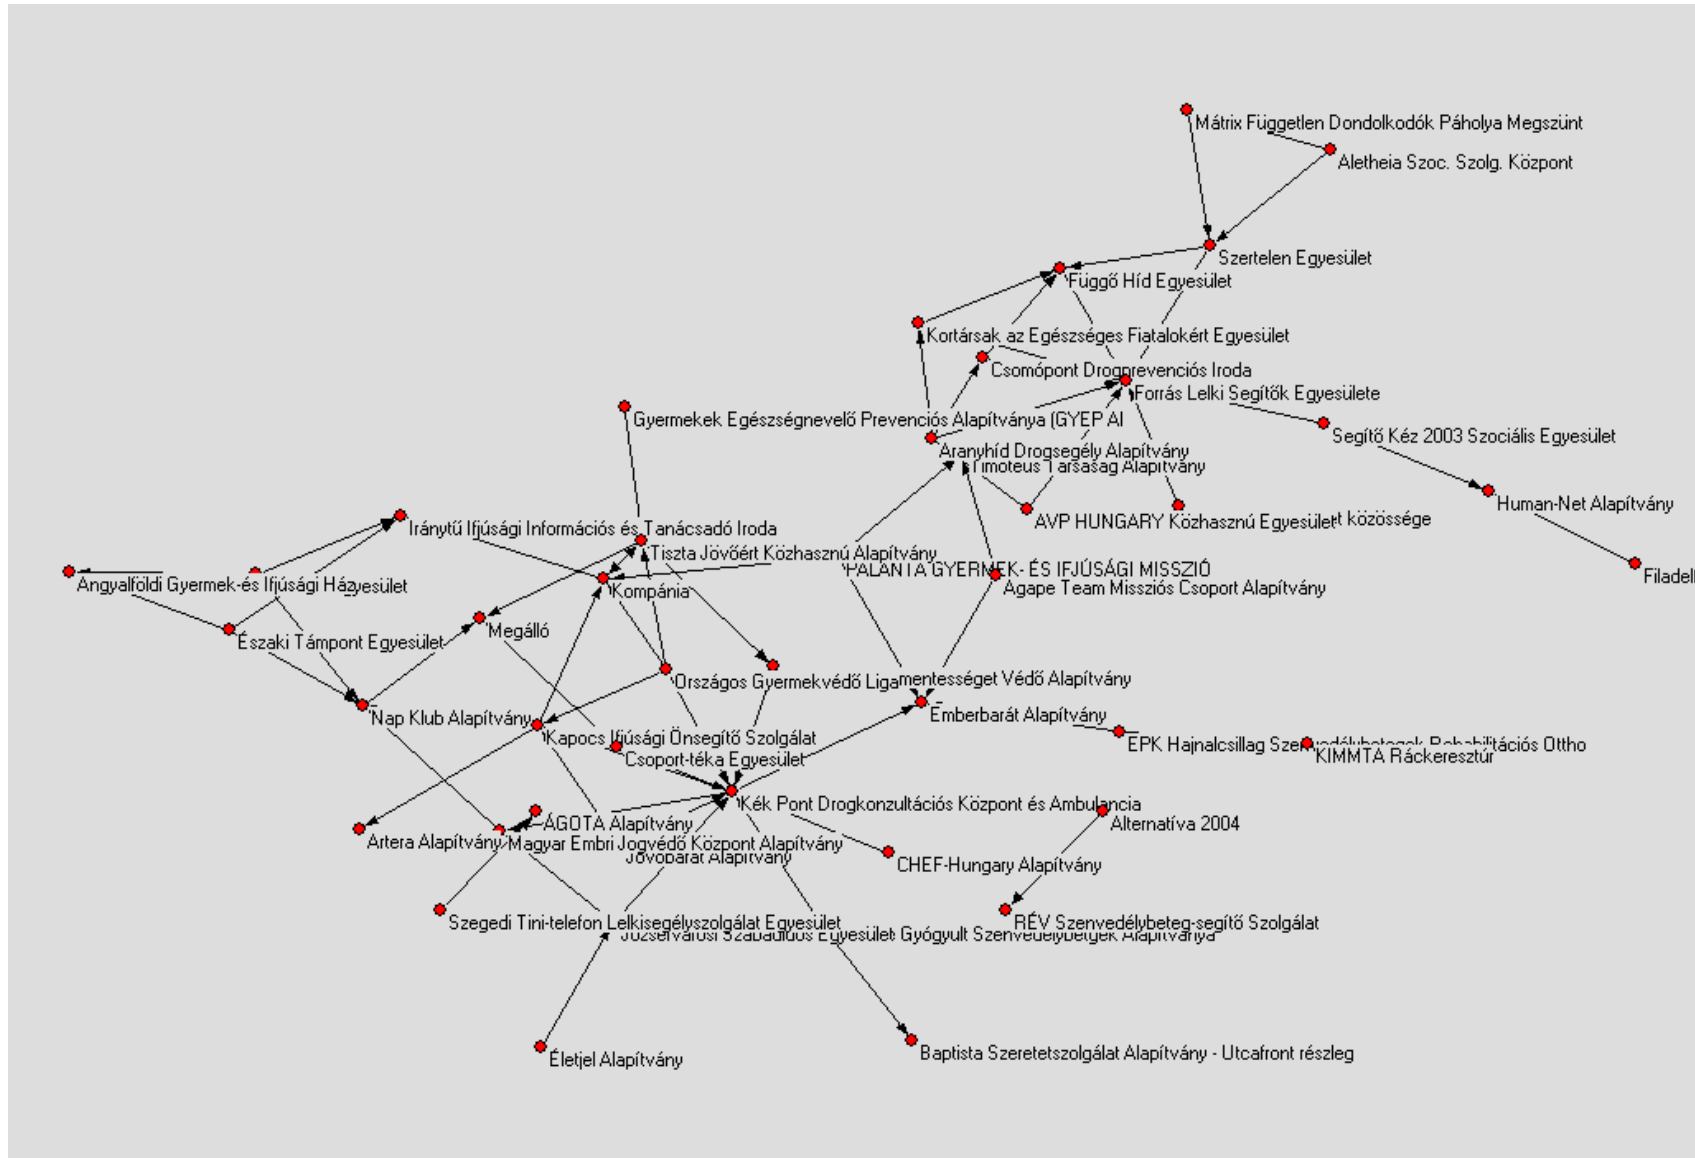 Mátrix Független Dondolkodók Páholya Megszünt
Aletheia Szoc. Szolg. Központ
Szertelen Egyesület
Függő Híd Egyesület
Kortársak az Egészséges Fiatalokért Egyesület
Csomópont Drogprevenciós Iroda
Forrás Lelki Segítők Egyesülete
Gyermekek Egészségnevelő Prevenciós Alapítványa (GYEP Al
Segítő Kéz 2003 Szociális Egyesület
Aranyhíd Drogsegély Alapítvány
Timoteus Társaság Alapítvány
Human-Net Alapítvány
AVP HUNGARY Közhasznú Egyesület
közössége
Iránytű Ifjúsági Információs és Tanácsadó Iroda
Tiszta Jövőért Közhasznú Alapítvány
PALÁNTA GYERMEK- ÉS IFJÚSÁGI MISSZIÓ
Filadelf
Angyalföldi Gyermek-és Ifjúsági Ház
Kompánia
Agape Team Missziós Csoport Alapítvány
Megálló
Északi Támpont Egyesület
Országos Gyermekvédő Liga
mentességet Védő Alapítvány
Nap Klub Alapítvány
Emberbarát Alapítvány
Kapocs Ifjúsági Önsegítő Szolgálat
EPK Hajnalcsillag Szenvedélybetegek Rehabilitációs Ottho
Csoport-téka Egyesület
KIMMTA Ráckeresztúr
Kék Pont Drogkonzultációs Központ és Ambulancia
ÁGOTA Alapítvány
Alternatíva 2004
Artera Alapítvány
Magyar Embri Jogvédő Központ Alapítvány
Jóvóbarát Alapítvány
CHEF-Hungary Alapítvány
Szegedi Tini-telefon Lelkisegélyszolgálat Egyesület
RÉV Szenvedélybeteg-segítő Szolgálat
Józsefvárosi Szabadidős Egyesület
Gyógyult Szenvedélybetgek Alapítványa
Életjel Alapítvány
Baptista Szeretetszolgálat Alapítvány - Utcafront részleg